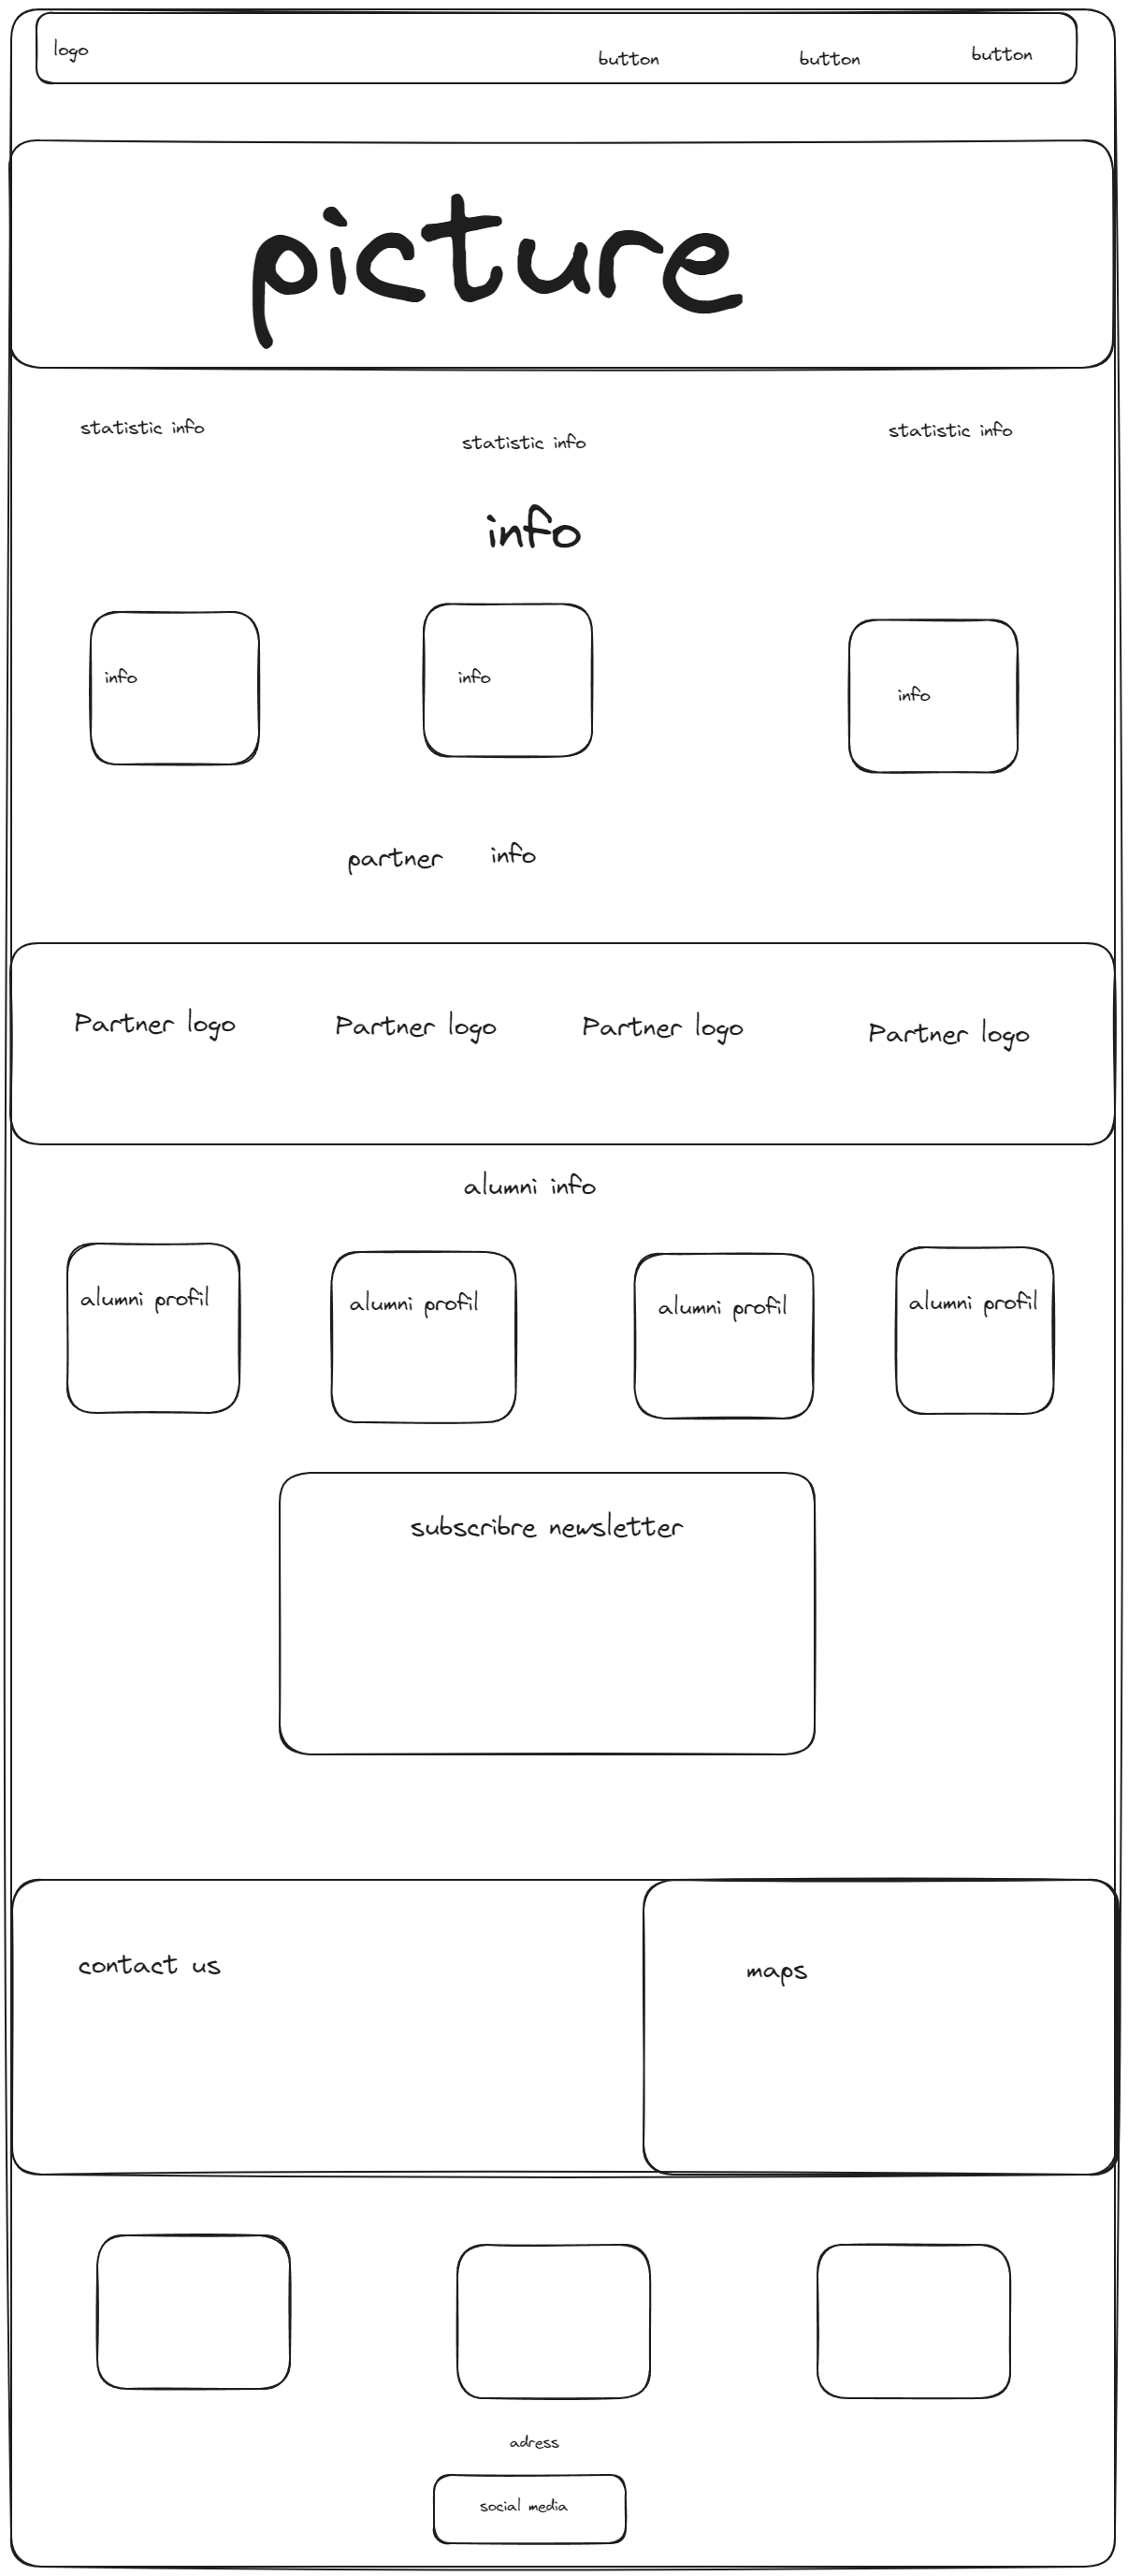 logo
button
button
button
picture
statistic info
statistic info
statistic info
info
info
info
info
partner info
Partner logo
Partner logo
Partner logo
Partner logo
alumni info
alumni profil
alumni profil
alumni profil
alumni profil
subscribre newsletter
contact us
maps
adress
social media